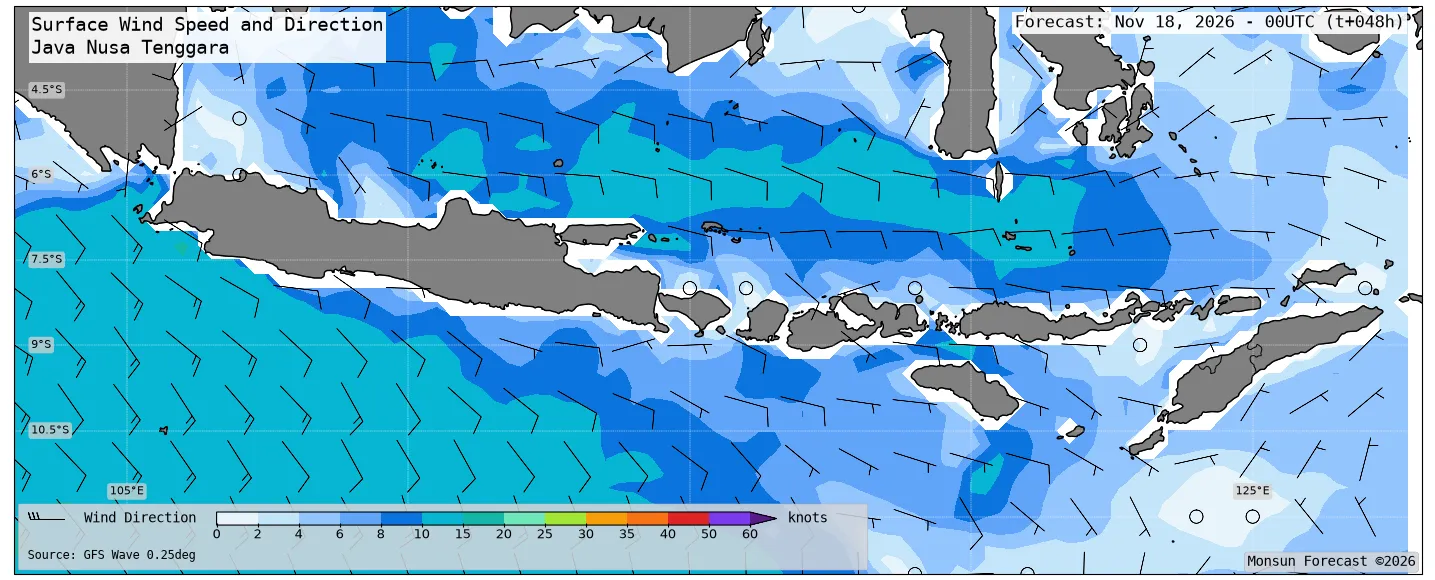 Surface Wind Speed and Direction
Java Nusa Tenggara
Forecast: Nov 18, 2026 - 00UTC (t+048h)
4.5°S
6°S
7.5°S
9°S
10.5°S
105°E
125°E
Wind Direction
0 2 4 6 8 10 15 20 25 30 35 40 50 60
knots
Source: GFS Wave 0.25deg
Monsun Forecast ©2026